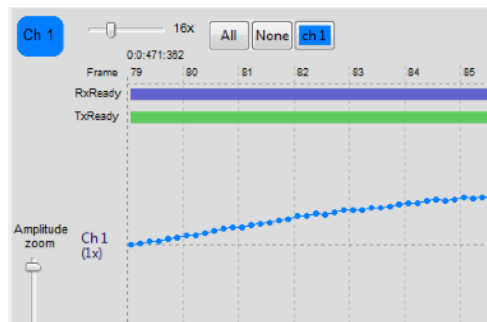 Ch 1
16x
All None ch 1
0:0:471:362
Frame 79 80 81 82 83 84 85
RxReady
TxReady
Amplitude
zoom
Ch 1
(1x)